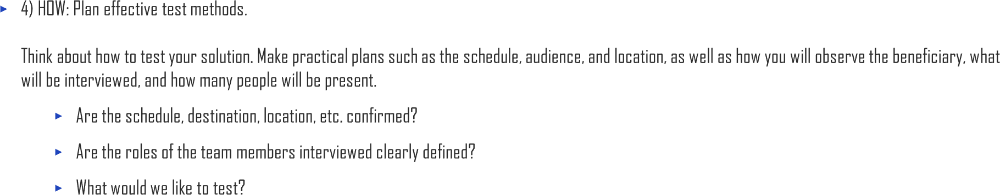 ▸ 4) HOW: Plan effective test methods.
Think about how to test your solution. Make practical plans such as the schedule, audience, and location, as well as how you will observe the beneficiary, what
will be interviewed, and how many people will be present.
▸ Are the schedule, destination, location, etc. confirmed?
▸ Are the roles of the team members interviewed clearly defined?
▸ What would we like to test?